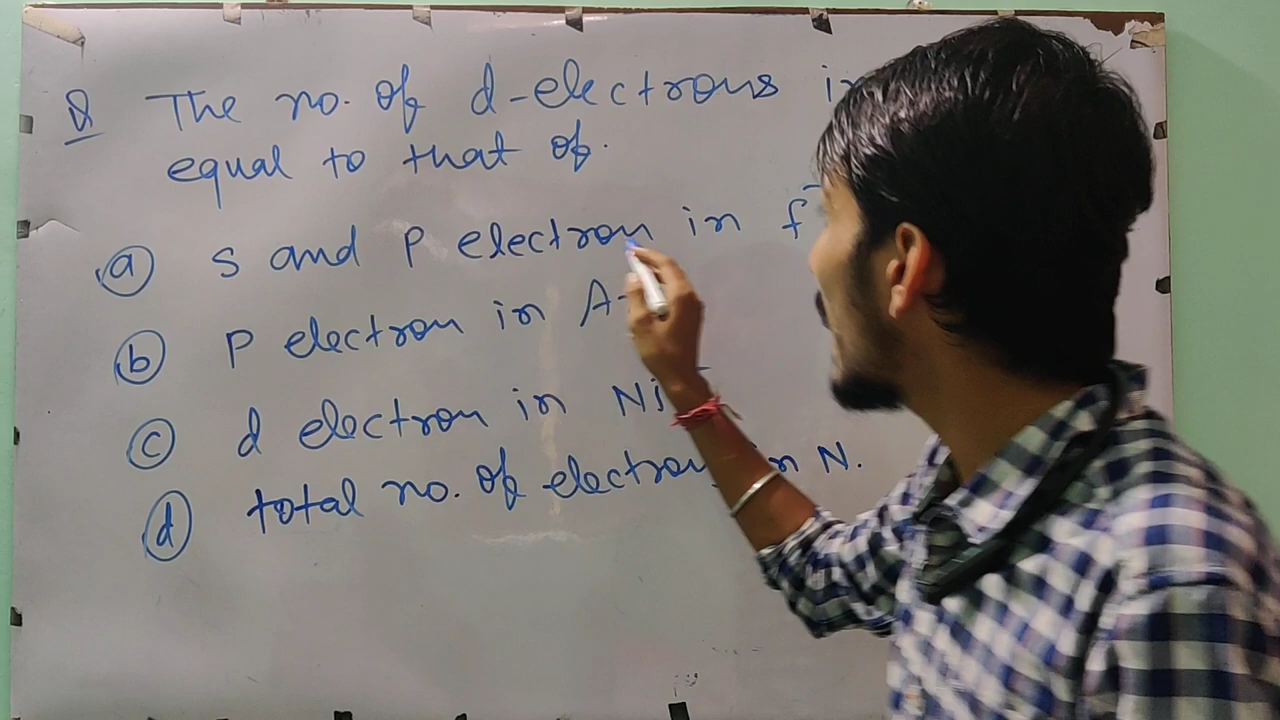 Q The no. of d-electrons in
equal to that of.
(a) s and p electron in f⁻
(b) p electron in A
(c) d electron in Ni
(d) total no. of electron in N.